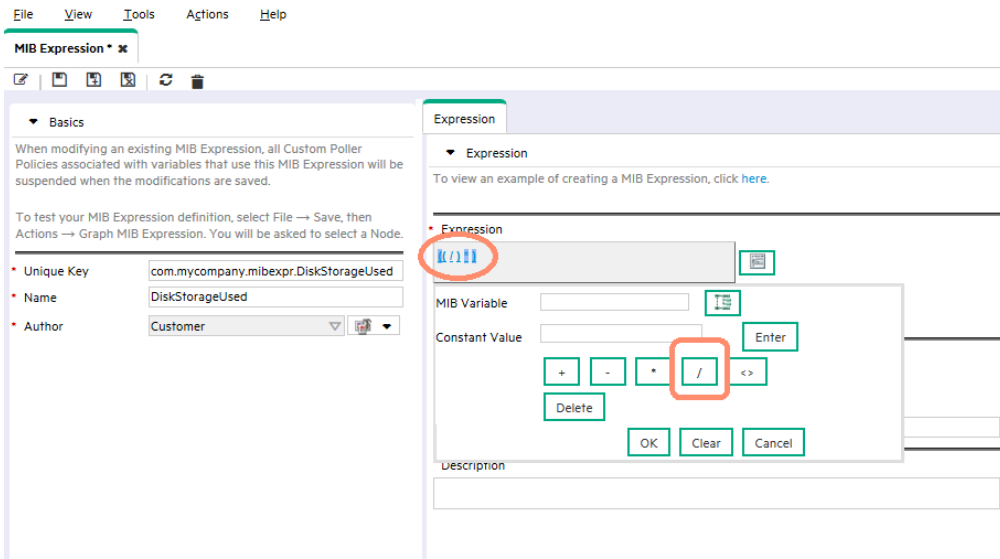 File View Tools Actions Help
MIB Expression * ✖
Basics
When modifying an existing MIB Expression, all Custom Poller
Policies associated with variables that use this MIB Expression will be
suspended when the modifications are saved.
To test your MIB Expression definition, select File → Save, then
Actions → Graph MIB Expression. You will be asked to select a Node.
* Unique Key com.mycompany.mibexpr.DiskStorageUsed
* Name DiskStorageUsed
* Author Customer
Expression
Expression
To view an example of creating a MIB Expression, click here.
* Expression
MIB Variable
Constant Value Enter
+ - * / <>
Delete
OK Clear Cancel
Description